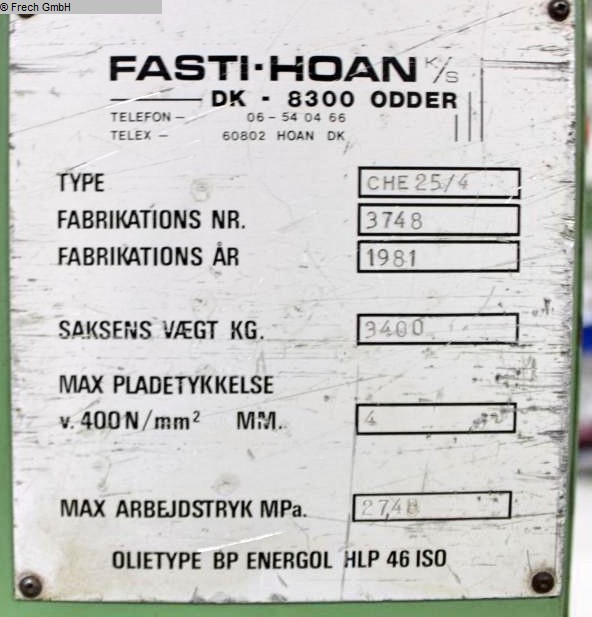 © Frech GmbH
FASTI·HOAN K/S
DK - 8300 ODDER
TELEFON – 06 - 54 04 66
TELEX – 60802 HOAN DK
TYPE CHE 25/4
FABRIKATIONS NR. 3748
FABRIKATIONS ÅR 1981
SAKSENS VÆGT KG. 3400
MAX PLADETYKKELSE
v. 400 N/mm² MM. 4
MAX ARBEJDSTRYK MPa. 27,48
OLIETYPE BP ENERGOL HLP 46 ISO